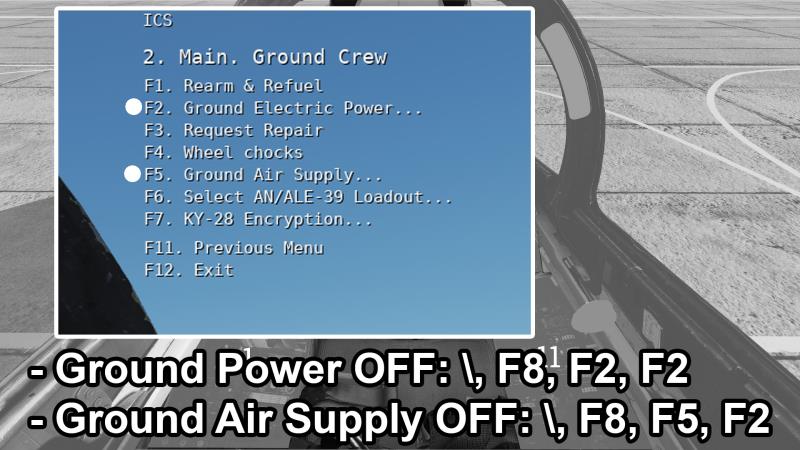 ICS
2. Main. Ground Crew
F1. Rearm & Refuel
F2. Ground Electric Power...
F3. Request Repair
F4. Wheel chocks
F5. Ground Air Supply...
F6. Select AN/ALE-39 Loadout...
F7. KY-28 Encryption...
F11. Previous Menu
F12. Exit
- Ground Power OFF: \, F8, F2, F2
- Ground Air Supply OFF: \, F8, F5, F2